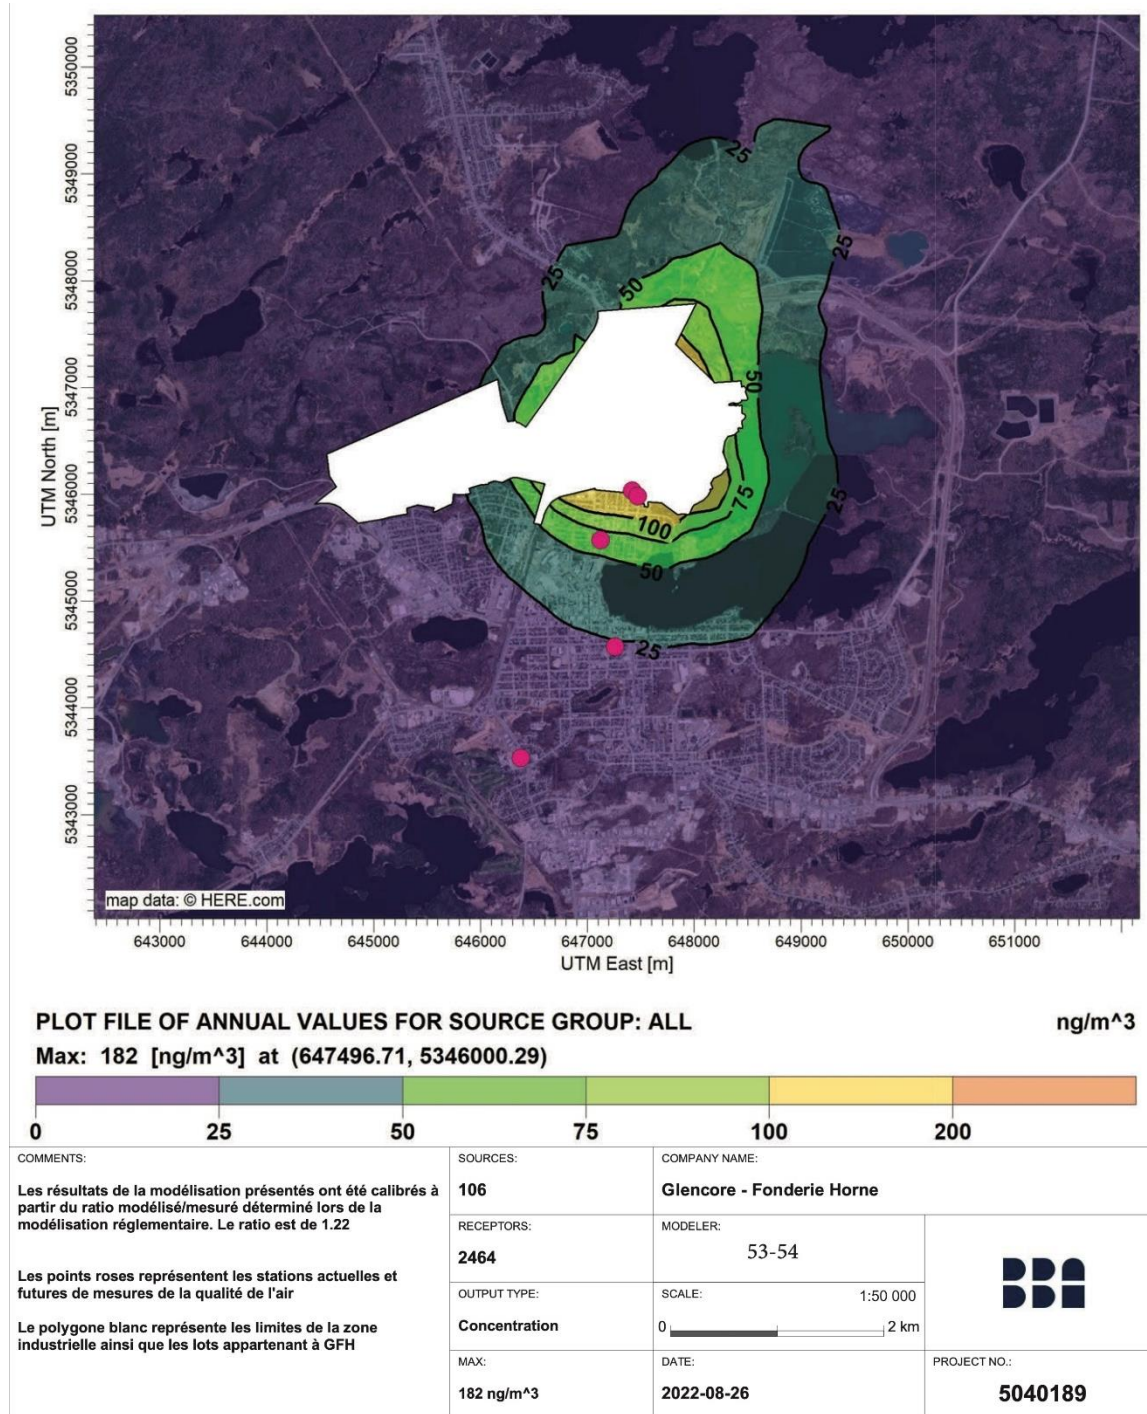 5350000
5349000
5348000
5347000
5346000
5345000
5344000
5343000
UTM North [m]
25
25
25
50
50
75
25
100
50
25
map data: © HERE.com
643000 644000 645000 646000 647000 648000 649000 650000 651000
UTM East [m]
PLOT FILE OF ANNUAL VALUES FOR SOURCE GROUP: ALL ng/m^3
Max: 182 [ng/m^3] at (647496.71, 5346000.29)
0 25 50 75 100 200
COMMENTS:
Les résultats de la modélisation présentés ont été calibrés à
partir du ratio modélisé/mesuré déterminé lors de la
modélisation réglementaire. Le ratio est de 1.22
Les points roses représentent les stations actuelles et
futures de mesures de la qualité de l'air
Le polygone blanc représente les limites de la zone
industrielle ainsi que les lots appartenant à GFH
SOURCES:
106
COMPANY NAME:
Glencore - Fonderie Horne
RECEPTORS:
2464
MODELER:
53-54
OUTPUT TYPE:
Concentration
SCALE: 1:50 000
0 2 km
BBA
MAX:
182 ng/m^3
DATE:
2022-08-26
PROJECT NO.:
5040189